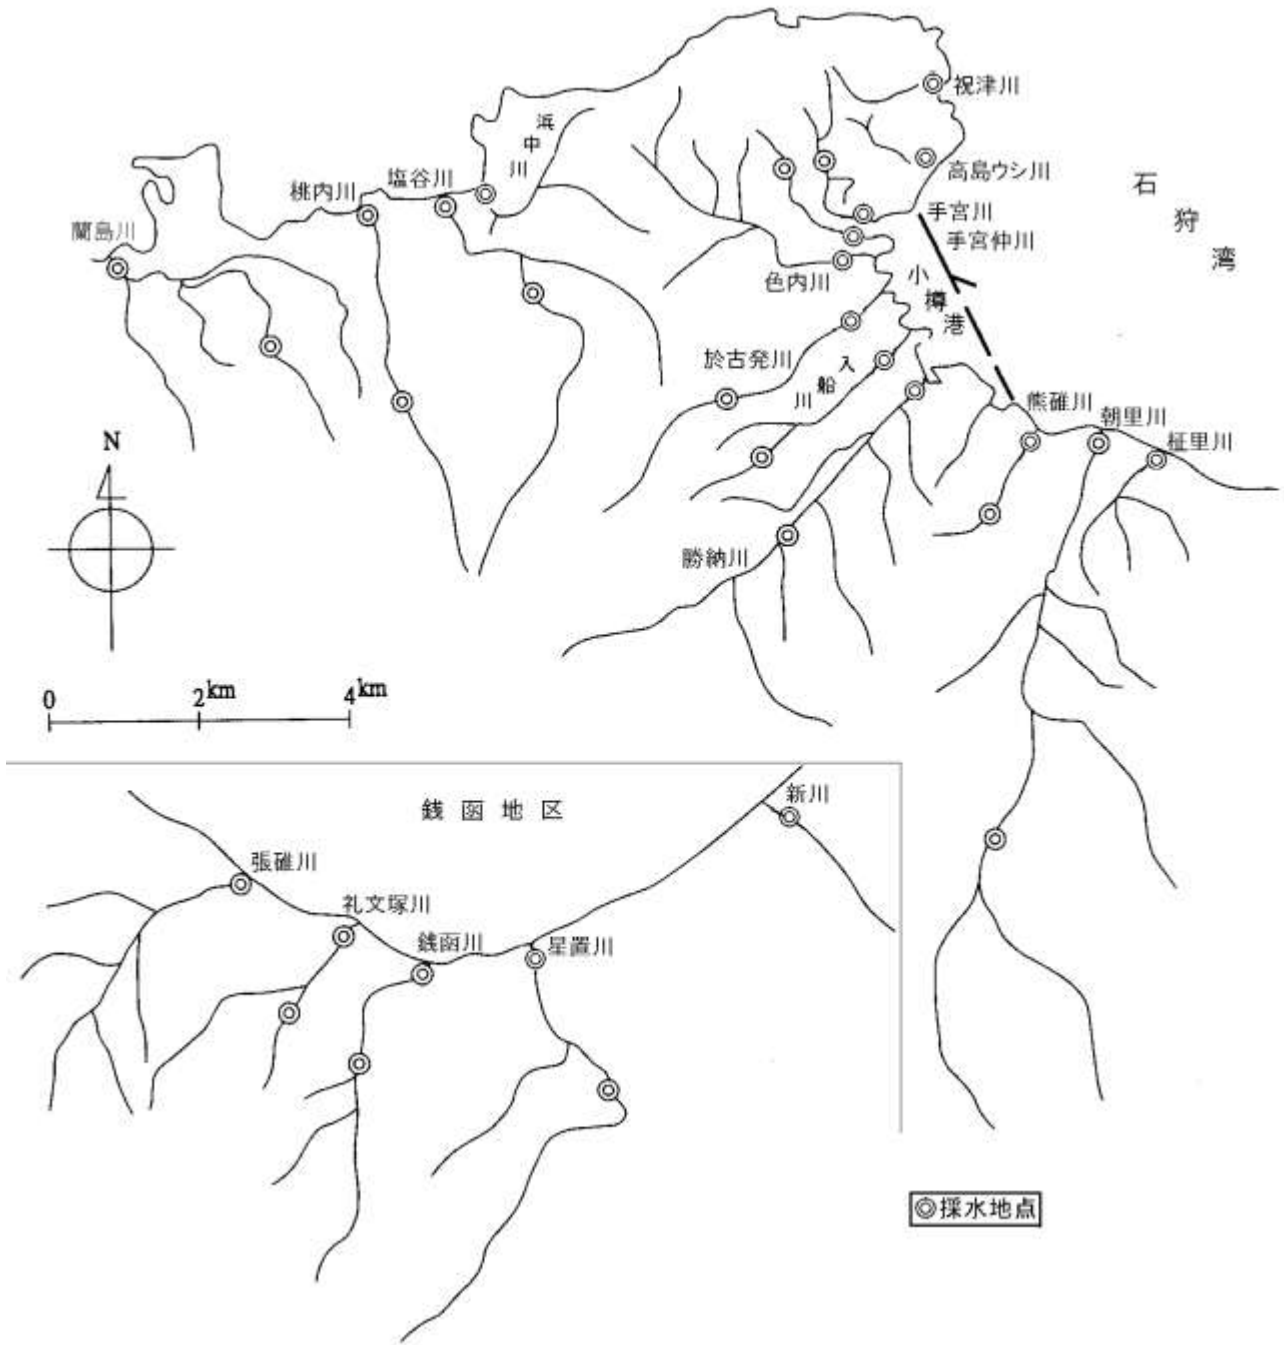 祝津川
浜中川
塩谷川
桃内川
高島ウシ川
石狩湾
蘭島川
手宮川
手宮仲川
色内川
小樽港
於古発川
入船川
熊碓川
朝里川
柾里川
N
勝納川
0 2km 4km
銭函地区
新川
張碓川
礼文塚川
銭函川
星置川
◎採水地点